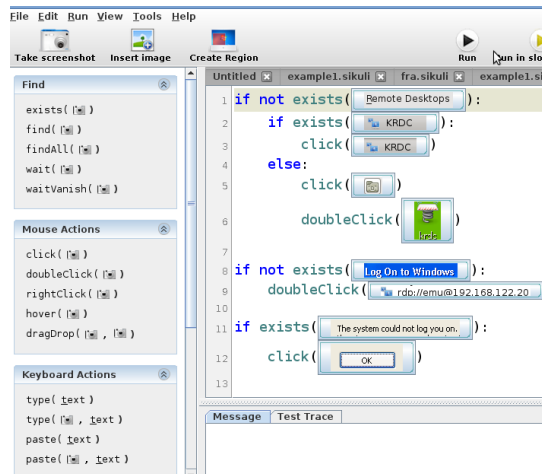 File Edit Run View Tools Help
Take screenshot Insert image Create Region Run Run in slo
Untitled example1.sikuli fra.sikuli example1.si
Find
exists( )
find( )
findAll( )
wait( )
waitVanish( )
Mouse Actions
click( )
doubleClick( )
rightClick( )
hover( )
dragDrop( , )
Keyboard Actions
type( text )
type( , text )
paste( text )
paste( , text )
1 if not exists( Remote Desktops ):
2 if exists( KRDC ):
3 click( KRDC )
4 else:
5 click( )
6 doubleClick( )
7
8 if not exists( Log On to Windows ):
9 doubleClick( rdp://emu@192.168.122.20
10
11 if exists( The system could not log you on. ):
12 click( OK )
13
Message Test Trace